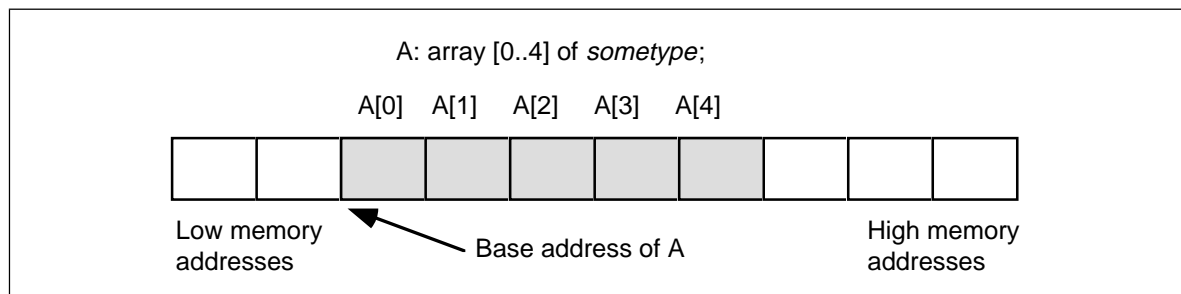 A: array [0..4] of sometype;
A[0] A[1] A[2] A[3] A[4]
Low memory
addresses
Base address of A
High memory
addresses